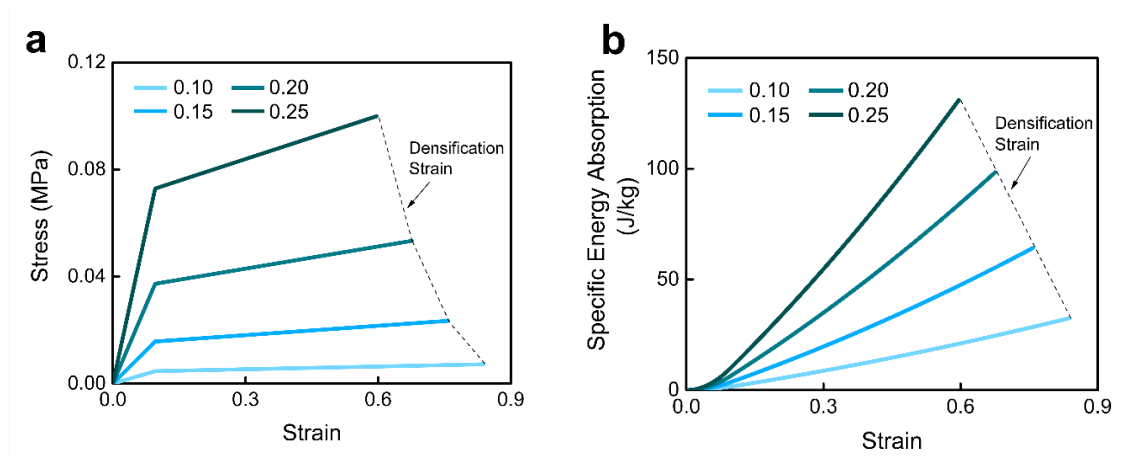 a
0.12
0.10 0.20
0.15 0.25
Densification
Strain
0.08
0.04
0.00
Stress (MPa)
0.0 0.3 0.6 0.9
Strain
b
150
0.10 0.20
0.15 0.25
Densification
Strain
100
50
0
Specific Energy Absorption
(J/kg)
0.0 0.3 0.6 0.9
Strain